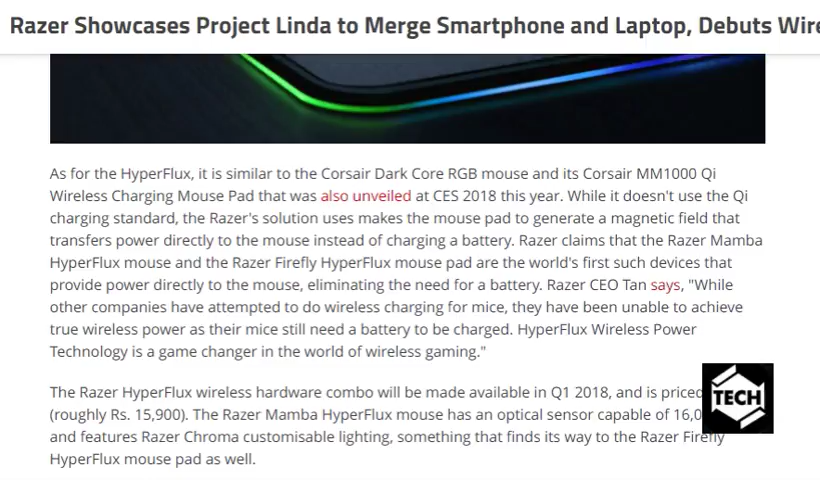 Razer Showcases Project Linda to Merge Smartphone and Laptop, Debuts Wire
As for the HyperFlux, it is similar to the Corsair Dark Core RGB mouse and its Corsair MM1000 Qi
Wireless Charging Mouse Pad that was also unveiled at CES 2018 this year. While it doesn't use the Qi
charging standard, the Razer's solution uses makes the mouse pad to generate a magnetic field that
transfers power directly to the mouse instead of charging a battery. Razer claims that the Razer Mamba
HyperFlux mouse and the Razer Firefly HyperFlux mouse pad are the world's first such devices that
provide power directly to the mouse, eliminating the need for a battery. Razer CEO Tan says, "While
other companies have attempted to do wireless charging for mice, they have been unable to achieve
true wireless power as their mice still need a battery to be charged. HyperFlux Wireless Power
Technology is a game changer in the world of wireless gaming."
The Razer HyperFlux wireless hardware combo will be made available in Q1 2018, and is priced
(roughly Rs. 15,900). The Razer Mamba HyperFlux mouse has an optical sensor capable of 16,0
and features Razer Chroma customisable lighting, something that finds its way to the Razer Firefly
HyperFlux mouse pad as well.
TECH